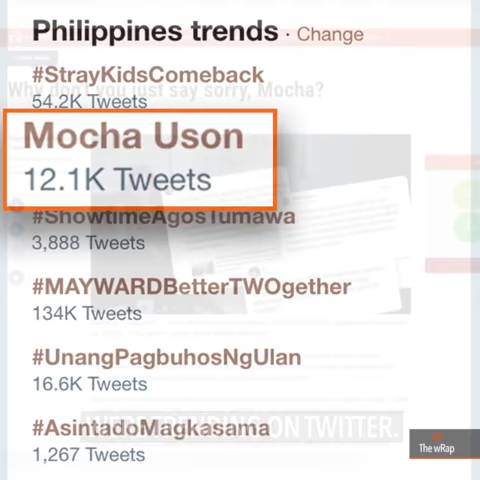 Philippines trends · Change
#StrayKidsComeback
Why don't you just say sorry, Mocha?
54.2K Tweets
Mocha Uson
12.1K Tweets
#ShowtimeAgosTumawa
3,888 Tweets
#MAYWARDBetterTWOgether
134K Tweets
#UnangPagbuhosNgUlan
16.6K Tweets
#AsintadoMagkasama
WERE TRENDING ON TWITTER.
1,267 Tweets
The wRap